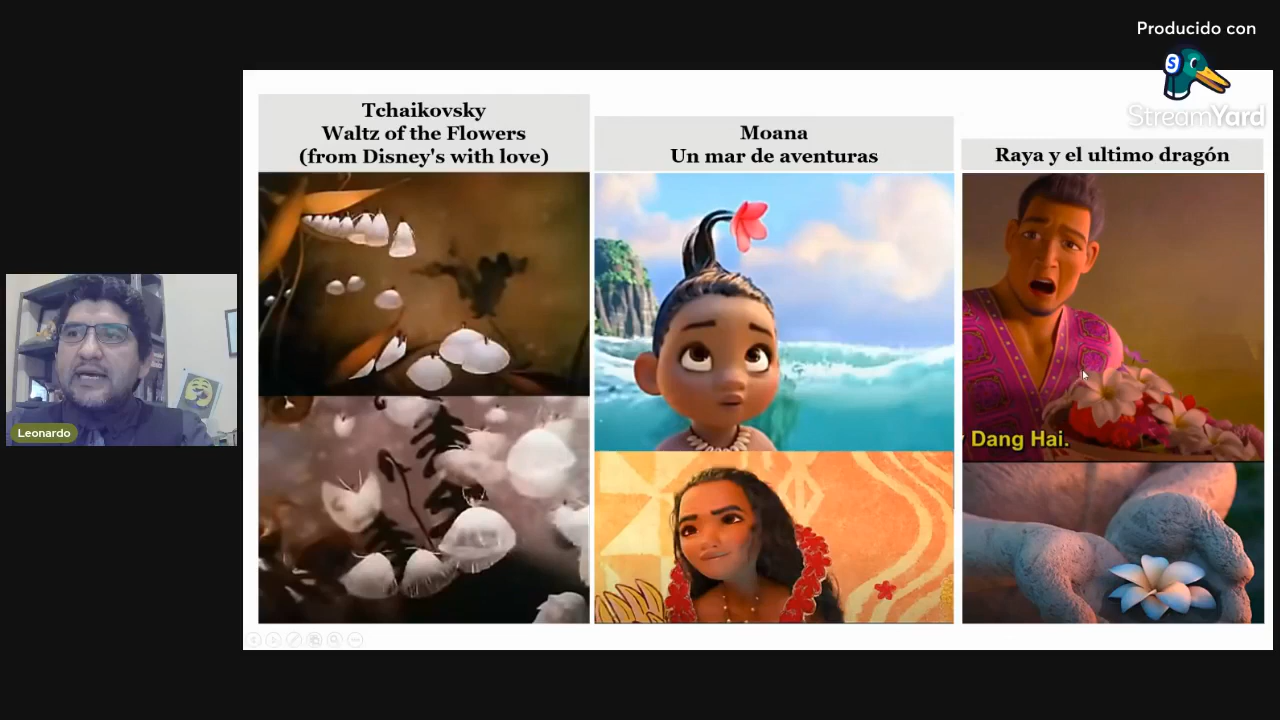 Producido con
StreamYard
Tchaikovsky
Waltz of the Flowers
(from Disney's with love)
Moana
Un mar de aventuras
Raya y el ultimo dragón
Dang Hai.
Leonardo